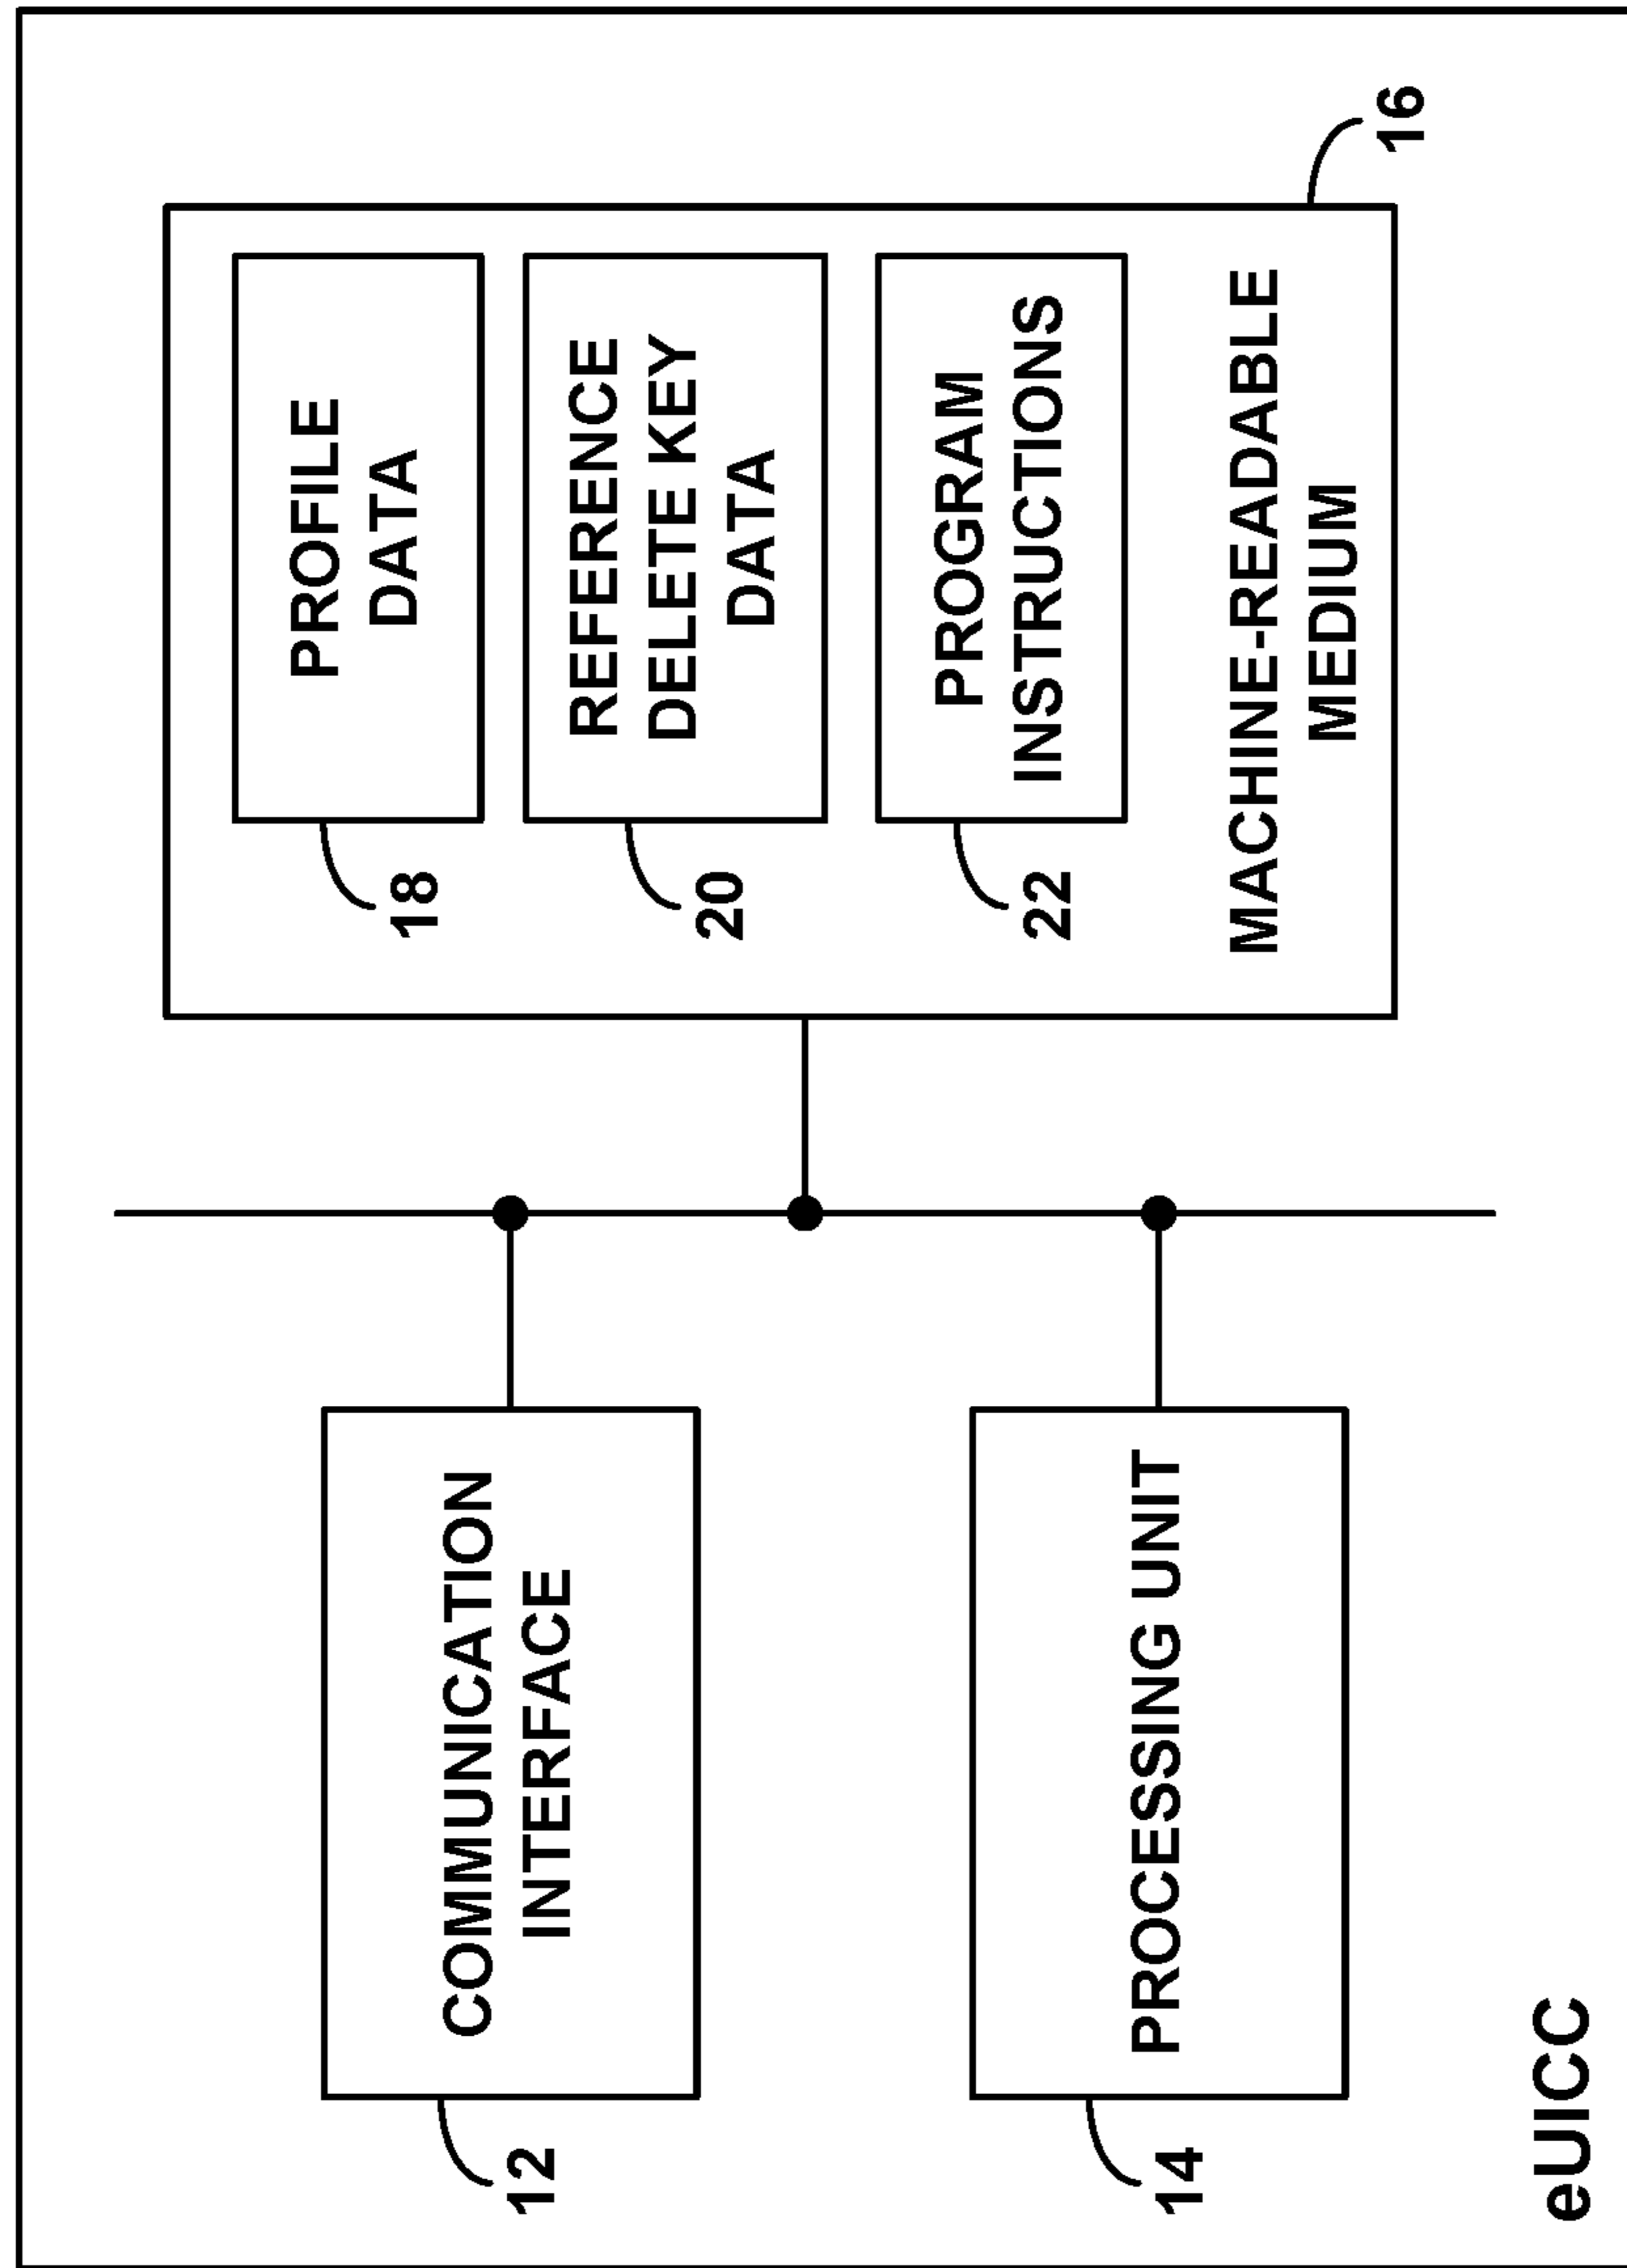 COMMUNICATION
INTERFACE
12
PROCESSING UNIT
14
PROFILE
DATA
18
REFERENCE
DELETE KEY
DATA
20
PROGRAM
INSTRUCTIONS
22
MACHINE-READABLE
MEDIUM
16
eUICC